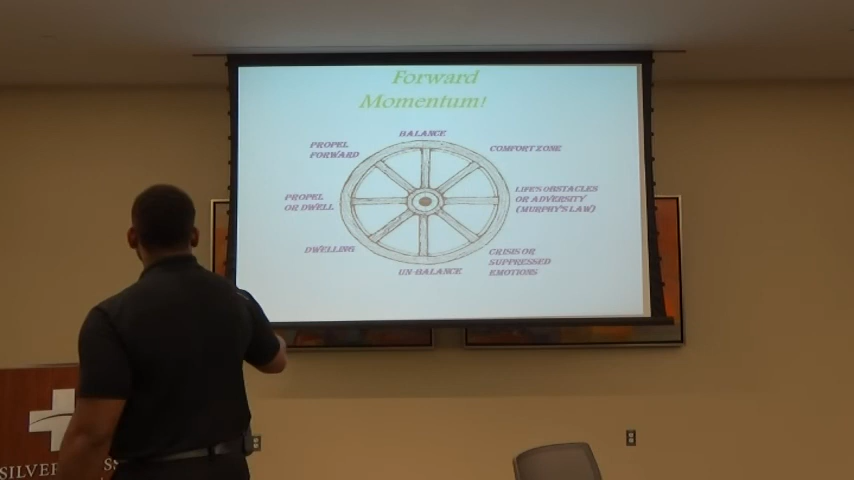 Forward
Momentum!
BALANCE
PROPEL
FORWARD
COMFORT ZONE
PROPEL
OR DWELL
LIFE'S OBSTACLES
OR ADVERSITY
(MURPHY'S LAW)
DWELLING
UN-BALANCE
CRISIS OR
SUPPRESSED
EMOTIONS
SILVER